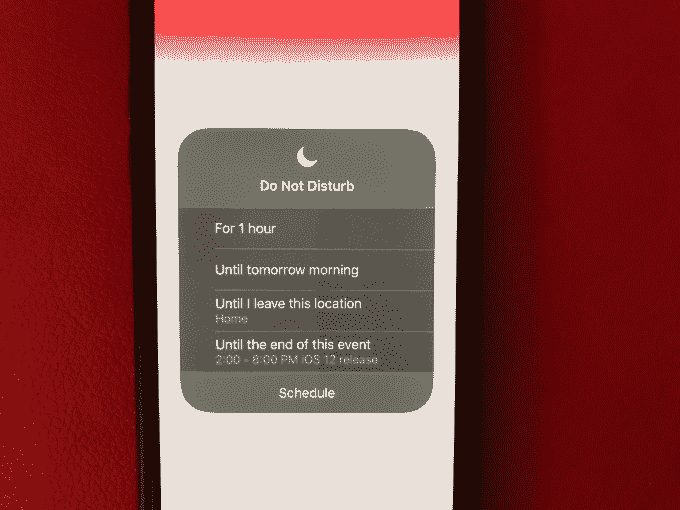 Do Not Disturb
For 1 hour
Until tomorrow morning
Until I leave this location
Home
Until the end of this event
2:00 - 8:00 PM iOS 12 release
Schedule